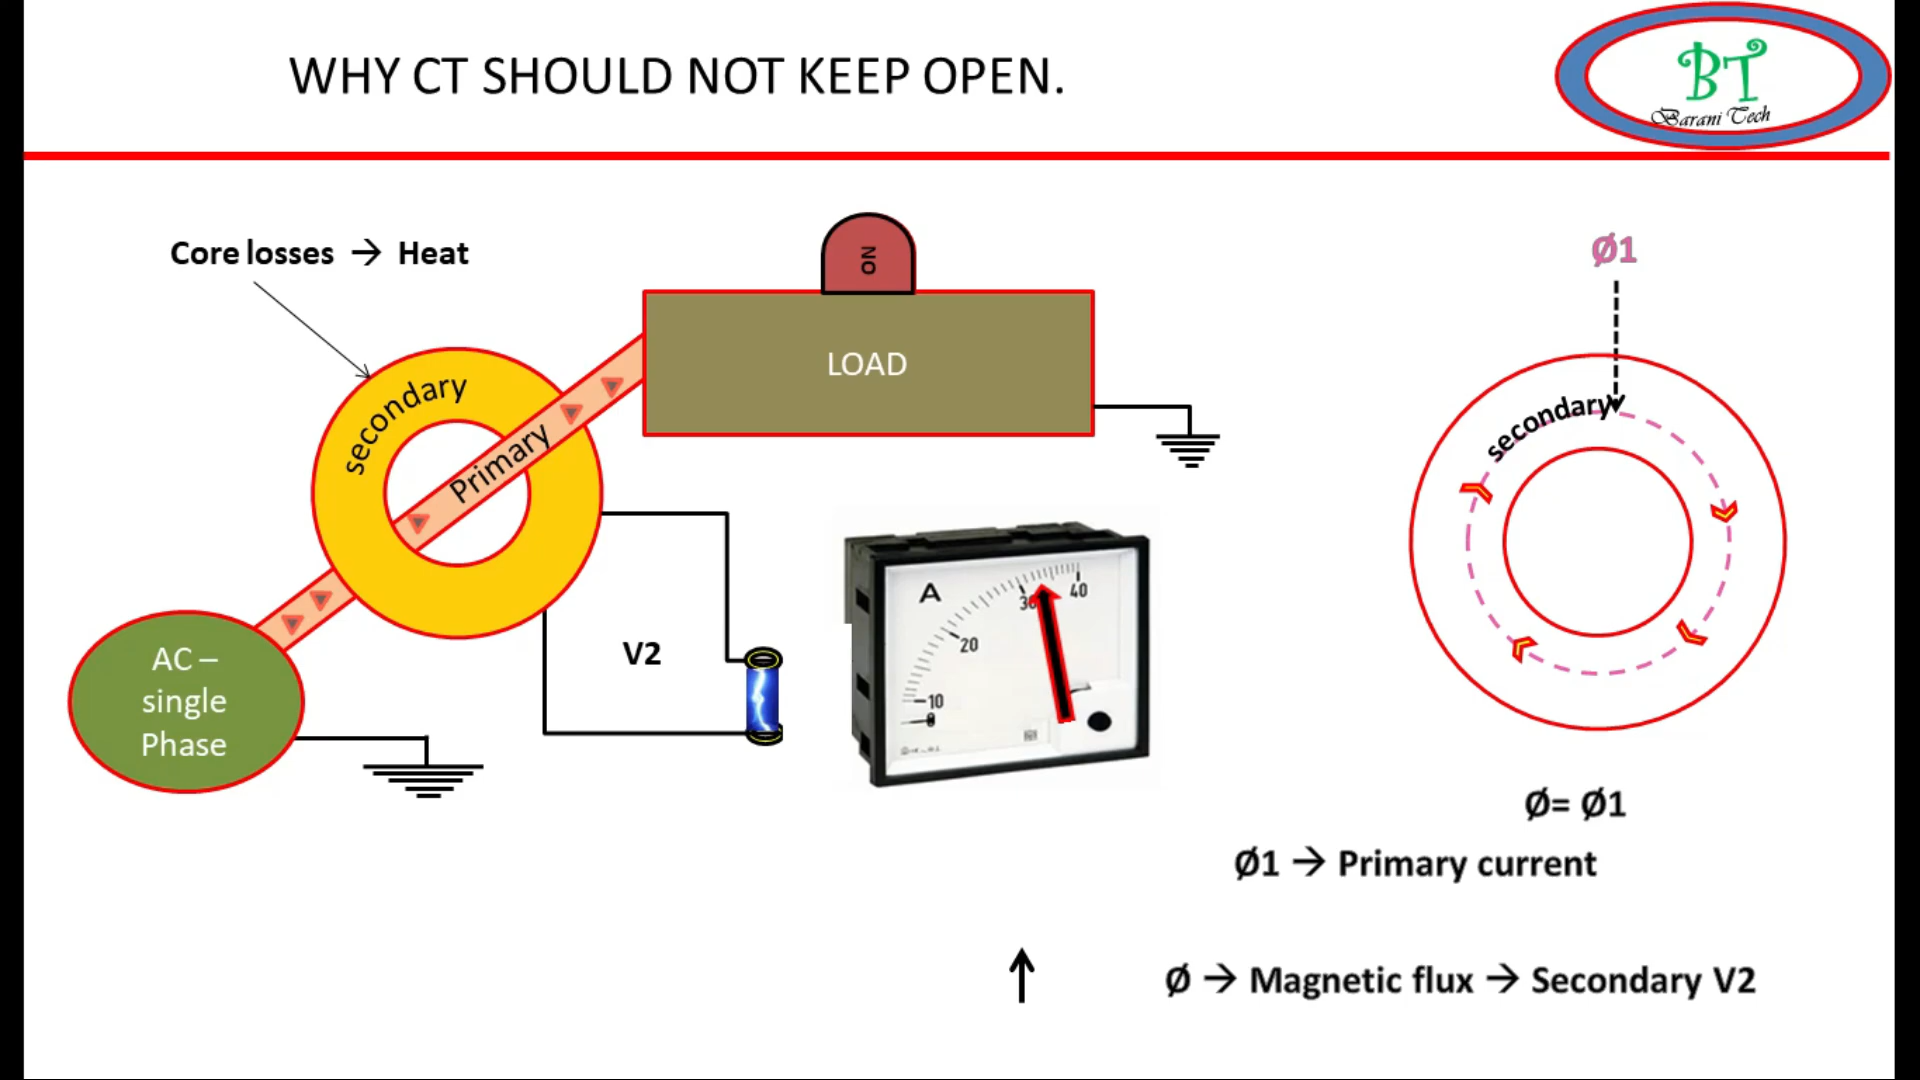 WHY CT SHOULD NOT KEEP OPEN.
BT
Barani Tech
Core losses → Heat
ON
LOAD
Ø1
secondary
Primary
secondary
A
10
20
30
40
V2
AC –
single
Phase
Ø= Ø1
Ø1 → Primary current
↑ Ø → Magnetic flux → Secondary V2